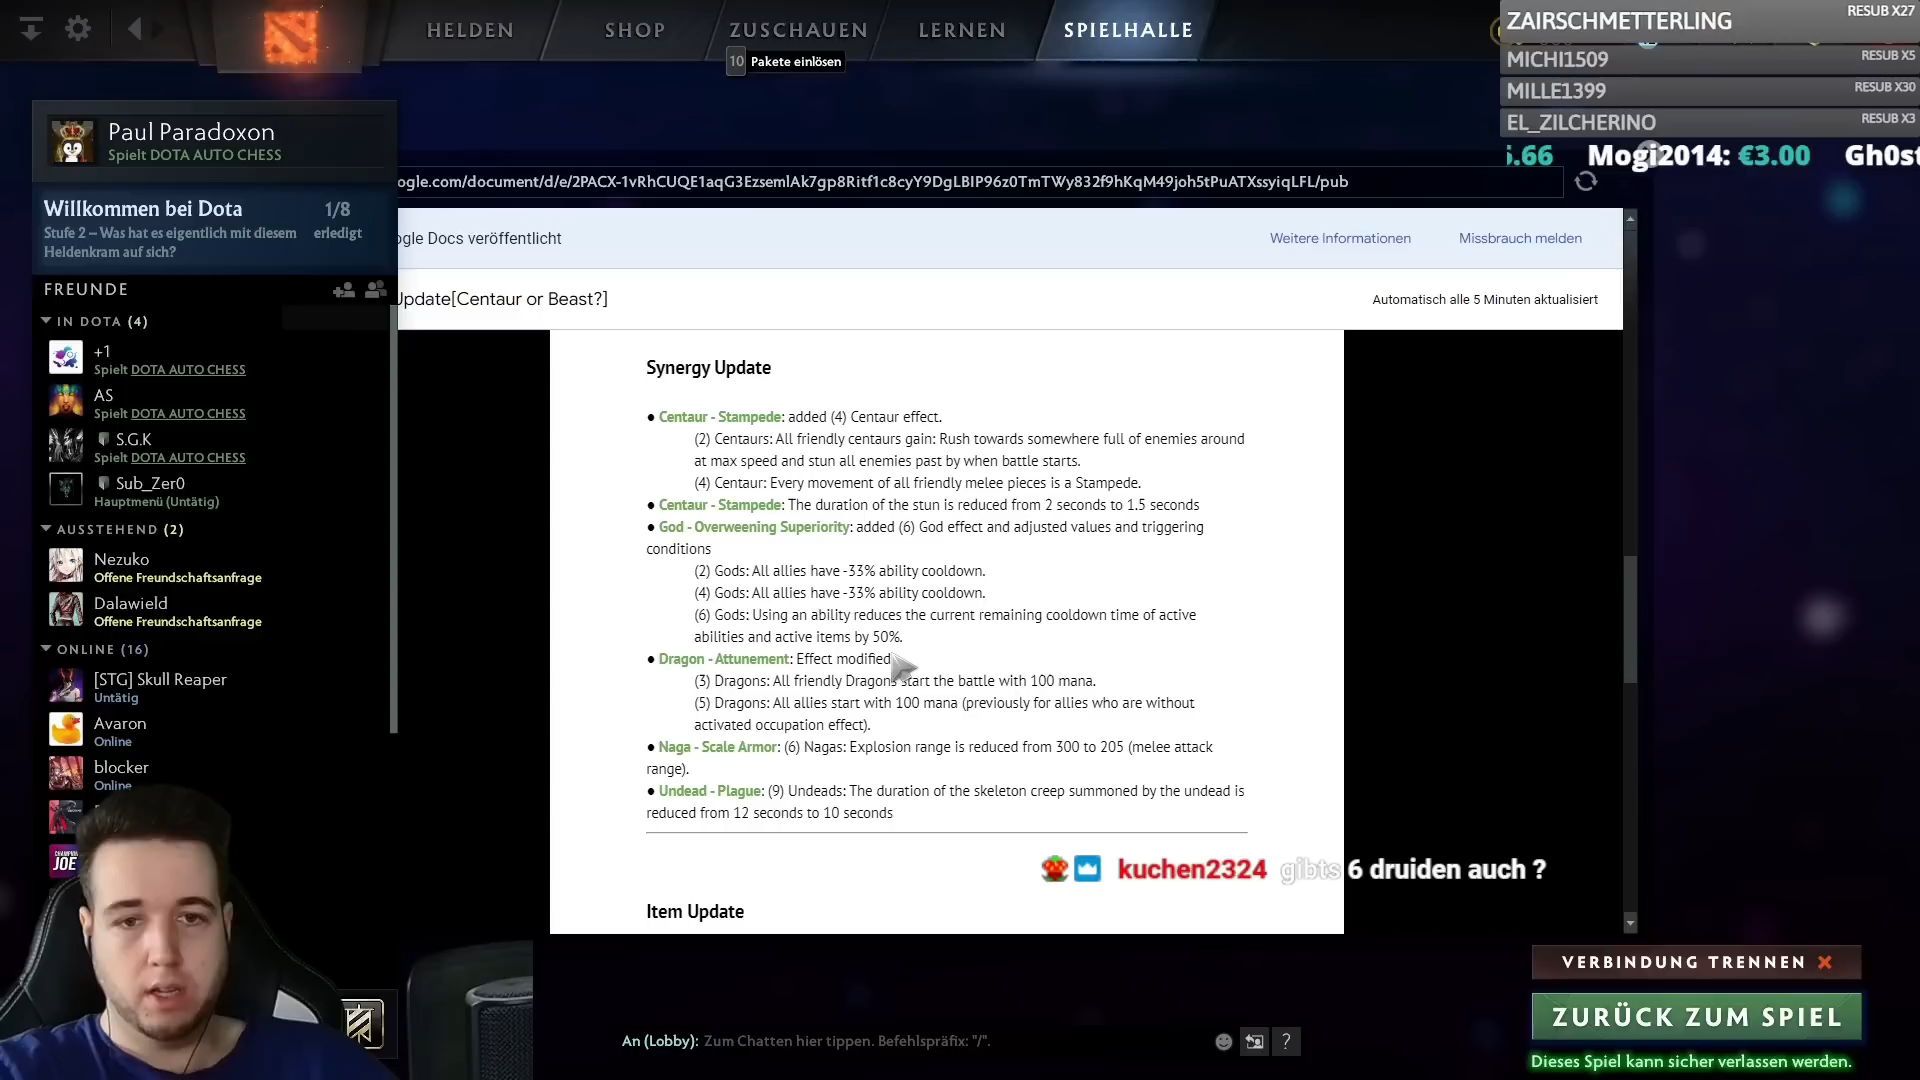 HELDEN
SHOP
ZUSCHAUEN
LERNEN
SPIELHALLE
10 Pakete einlösen
ZAIRSCHMETTERLING RESUB X27
MICHI1509 RESUB X5
MILLE1399 RESUB X30
EL_ZILCHERINO RESUB X3
5.66 Mogi2014: €3.00 Gh0st
Paul Paradoxon
Spielt DOTA AUTO CHESS
Willkommen bei Dota 1/8
Stufe 2 – Was hat es eigentlich mit diesem erledigt
Heldenkram auf sich?
FREUNDE
IN DOTA (4)
+1
Spielt DOTA AUTO CHESS
AS
Spielt DOTA AUTO CHESS
S.G.K
Spielt DOTA AUTO CHESS
Sub_Zer0
Hauptmenü (Untätig)
AUSSTEHEND (2)
Nezuko
Offene Freundschaftsanfrage
Dalawield
Offene Freundschaftsanfrage
ONLINE (16)
[STG] Skull Reaper
Untätig
Avaron
Online
blocker
Online
CHAMPION
JOE
ogle.com/document/d/e/2PACX-1vRhCUQE1aqG3EzsemlAk7gp8Ritf1c8cyY9DgLBIP96z0TmTWy832f9hKqM49joh5tPuATXssyiqLFL/pub
ogle Docs veröffentlicht
Weitere Informationen
Missbrauch melden
Update[Centaur or Beast?]
Automatisch alle 5 Minuten aktualisiert
Synergy Update
● Centaur - Stampede: added (4) Centaur effect.
(2) Centaurs: All friendly centaurs gain: Rush towards somewhere full of enemies around
at max speed and stun all enemies past by when battle starts.
(4) Centaur: Every movement of all friendly melee pieces is a Stampede.
● Centaur - Stampede: The duration of the stun is reduced from 2 seconds to 1.5 seconds
● God - Overweening Superiority: added (6) God effect and adjusted values and triggering
conditions
(2) Gods: All allies have -33% ability cooldown.
(4) Gods: All allies have -33% ability cooldown.
(6) Gods: Using an ability reduces the current remaining cooldown time of active
abilities and active items by 50%.
● Dragon - Attunement: Effect modified
(3) Dragons: All friendly Dragons start the battle with 100 mana.
(5) Dragons: All allies start with 100 mana (previously for allies who are without
activated occupation effect).
● Naga - Scale Armor: (6) Nagas: Explosion range is reduced from 300 to 205 (melee attack
range).
● Undead - Plague: (9) Undeads: The duration of the skeleton creep summoned by the undead is
reduced from 12 seconds to 10 seconds
kuchen2324 gibts 6 druiden auch ?
Item Update
VERBINDUNG TRENNEN
ZURÜCK ZUM SPIEL
Dieses Spiel kann sicher verlassen werden.
An (Lobby): Zum Chatten hier tippen. Befehlspräfix: "/".
?